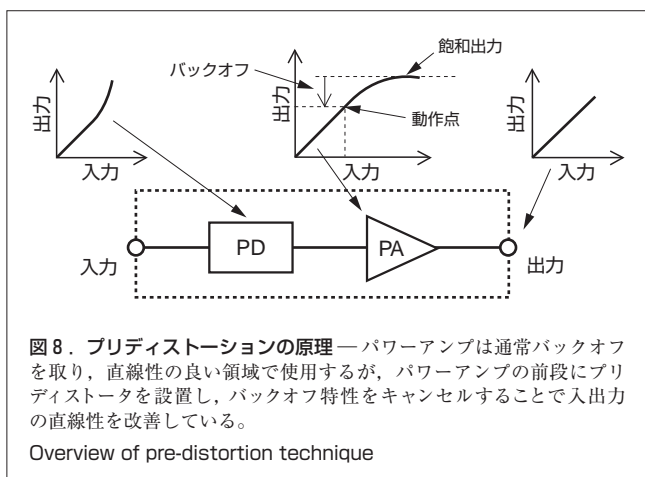 飽和出力
バックオフ
動作点
出力
入力
出力
入力
出力
入力
入力
PD
PA
出力
図8．プリディストーションの原理—パワーアンプは通常バックオフ
を取り，直線性の良い領域で使用するが，パワーアンプの前段にプリ
ディストータを設置し，バックオフ特性をキャンセルすることで入出力
の直線性を改善している。
Overview of pre-distortion technique